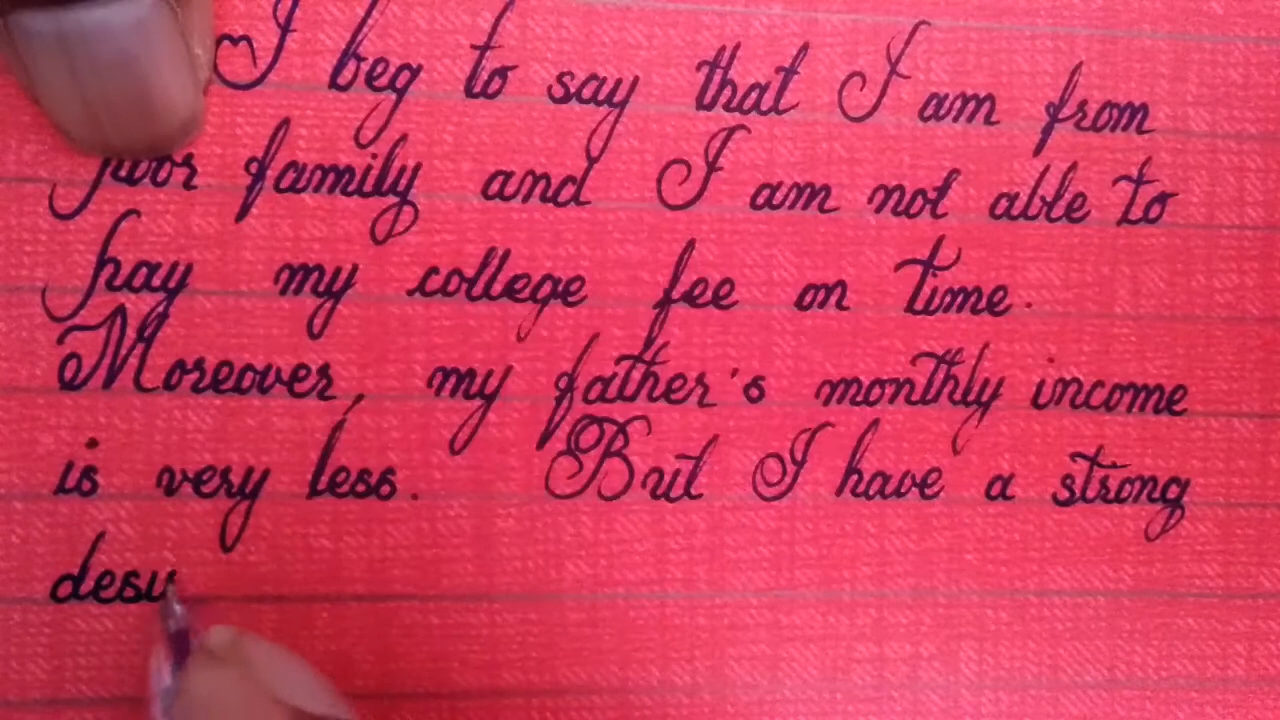 I beg to say that I am from
poor family and I am not able to
pay my college fee on time.
Moreover, my father's monthly income
is very less. But I have a strong